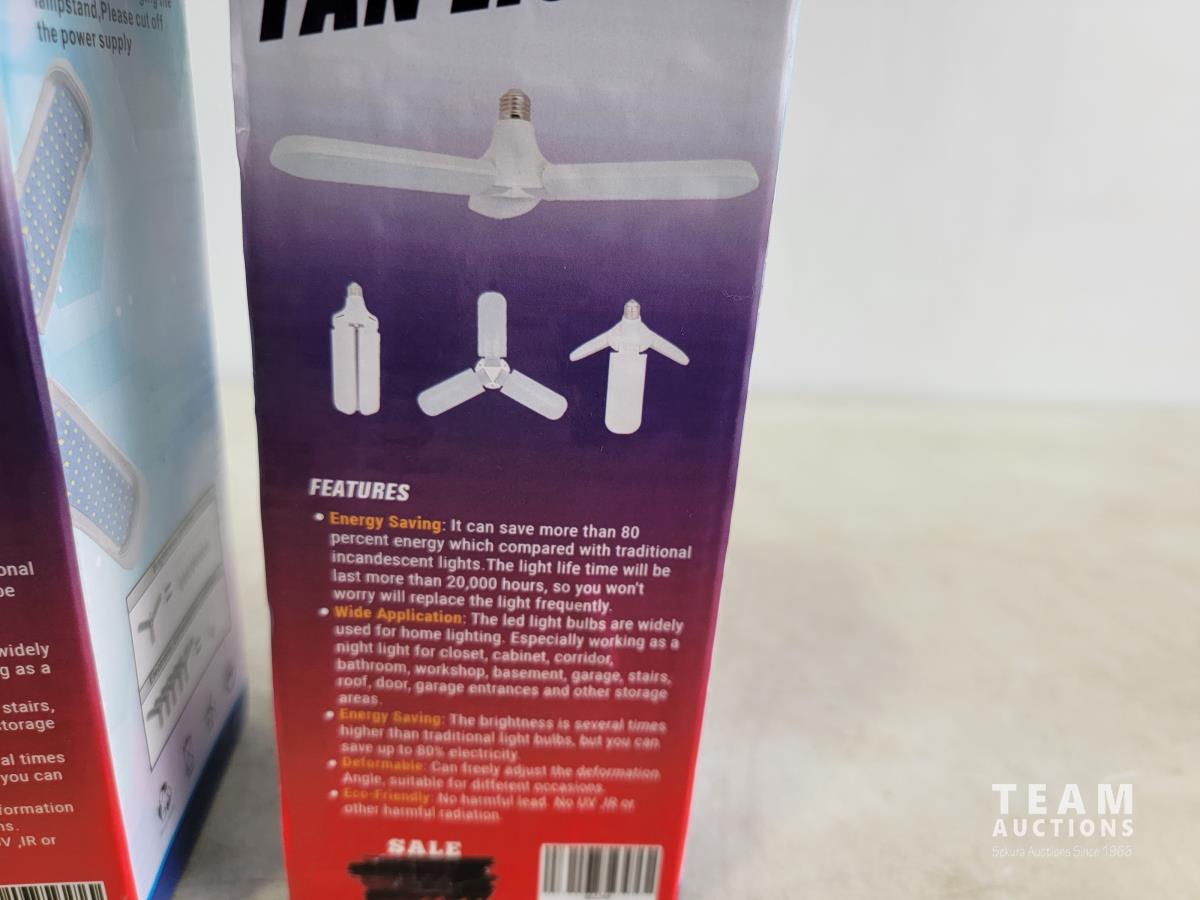 lampstand,Please cut off
the power supply
FEATURES
Energy Saving: It can save more than 80
percent energy which compared with traditional
incandescent lights.The light life time will be
last more than 20,000 hours, so you won't
worry will replace the light frequently.
Wide Application: The led light bulbs are widely
used for home lighting. Especially working as a
night light for closet, cabinet, corridor,
bathroom, workshop, basement, garage, stairs,
roof, door, garage entrances and other storage
areas.
Energy Saving: The brightness is several times
higher than traditional light bulbs, but you can
save up to 80% electricity.
Deformable: Can freely adjust the deformation
Angle, suitable for different occasions.
Eco-Friendly: No harmful lead. No UV ,IR or
other harmful radiation.
SALE
widely
g as a
stairs,
storage
al times
you can
formation
V ,IR or
TEAM
AUCTIONS
Sekura Auctions Since 1966